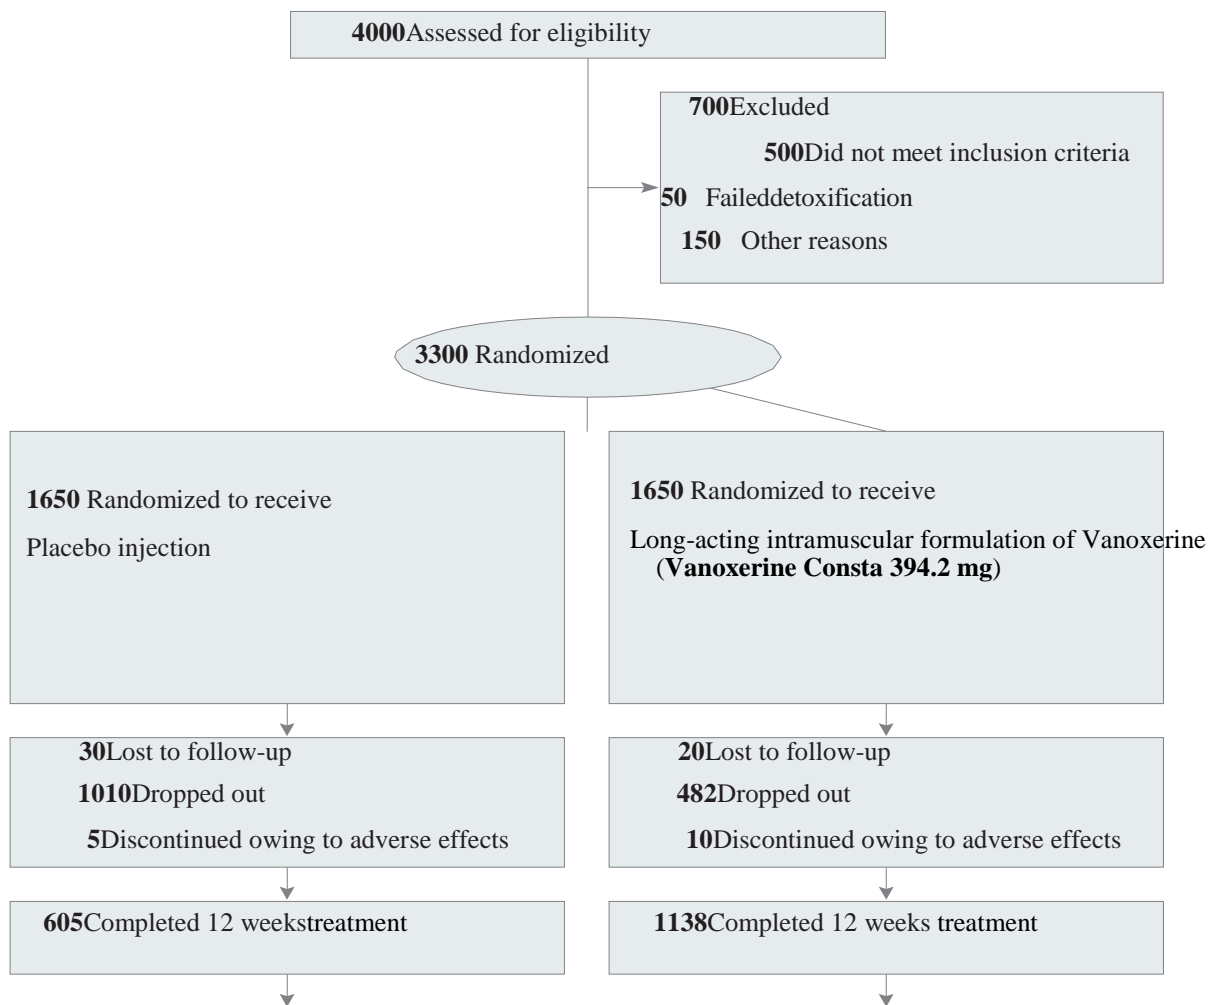 4000Assessed for eligibility
700Excluded
500Did not meet inclusion criteria
50 Faileddetoxification
150 Other reasons
3300 Randomized
1650 Randomized to receive
Placebo injection
1650 Randomized to receive
Long-acting intramuscular formulation of Vanoxerine
(Vanoxerine Consta 394.2 mg)
30Lost to follow-up
1010Dropped out
5Discontinued owing to adverse effects
20Lost to follow-up
482Dropped out
10Discontinued owing to adverse effects
605Completed 12 weekstreatment
1138Completed 12 weeks treatment